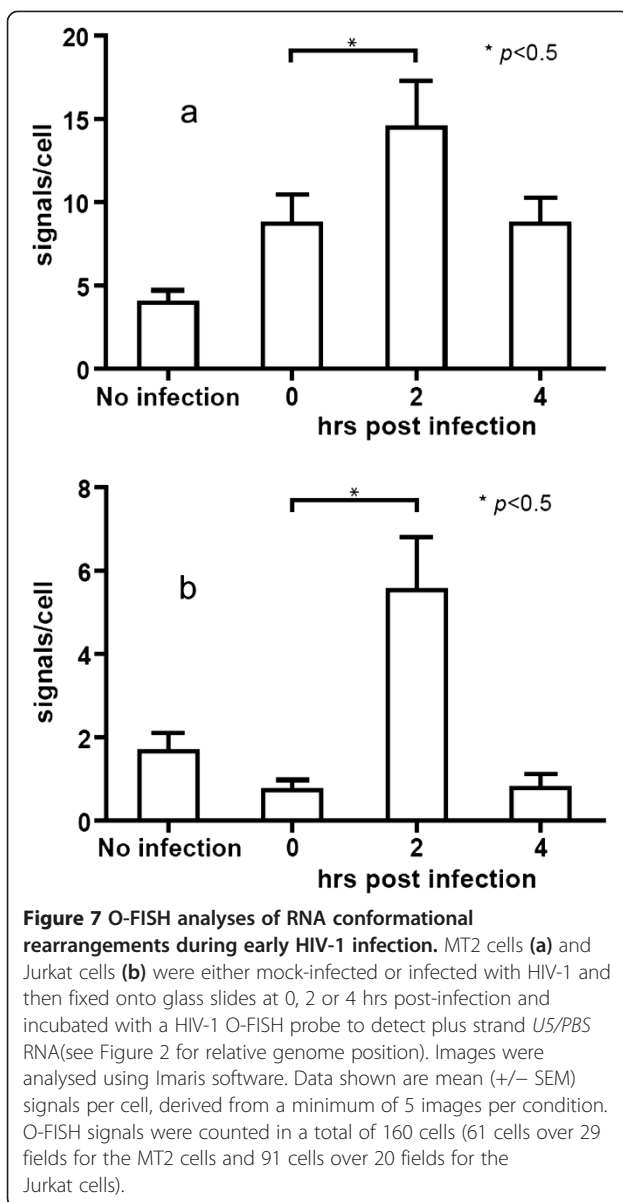 20
15
10
5
0
signals/cell
a
*
* p<0.5
No infection
0
2
4
hrs post infection
8
6
4
2
0
signals/cell
b
*
* p<0.5
No infection
0
2
4
hrs post infection
Figure 7 O-FISH analyses of RNA conformational
rearrangements during early HIV-1 infection. MT2 cells (a) and
Jurkat cells (b) were either mock-infected or infected with HIV-1 and
then fixed onto glass slides at 0, 2 or 4 hrs post-infection and
incubated with a HIV-1 O-FISH probe to detect plus strand U5/PBS
RNA(see Figure 2 for relative genome position). Images were
analysed using Imaris software. Data shown are mean (+/− SEM)
signals per cell, derived from a minimum of 5 images per condition.
O-FISH signals were counted in a total of 160 cells (61 cells over 29
fields for the MT2 cells and 91 cells over 20 fields for the
Jurkat cells).